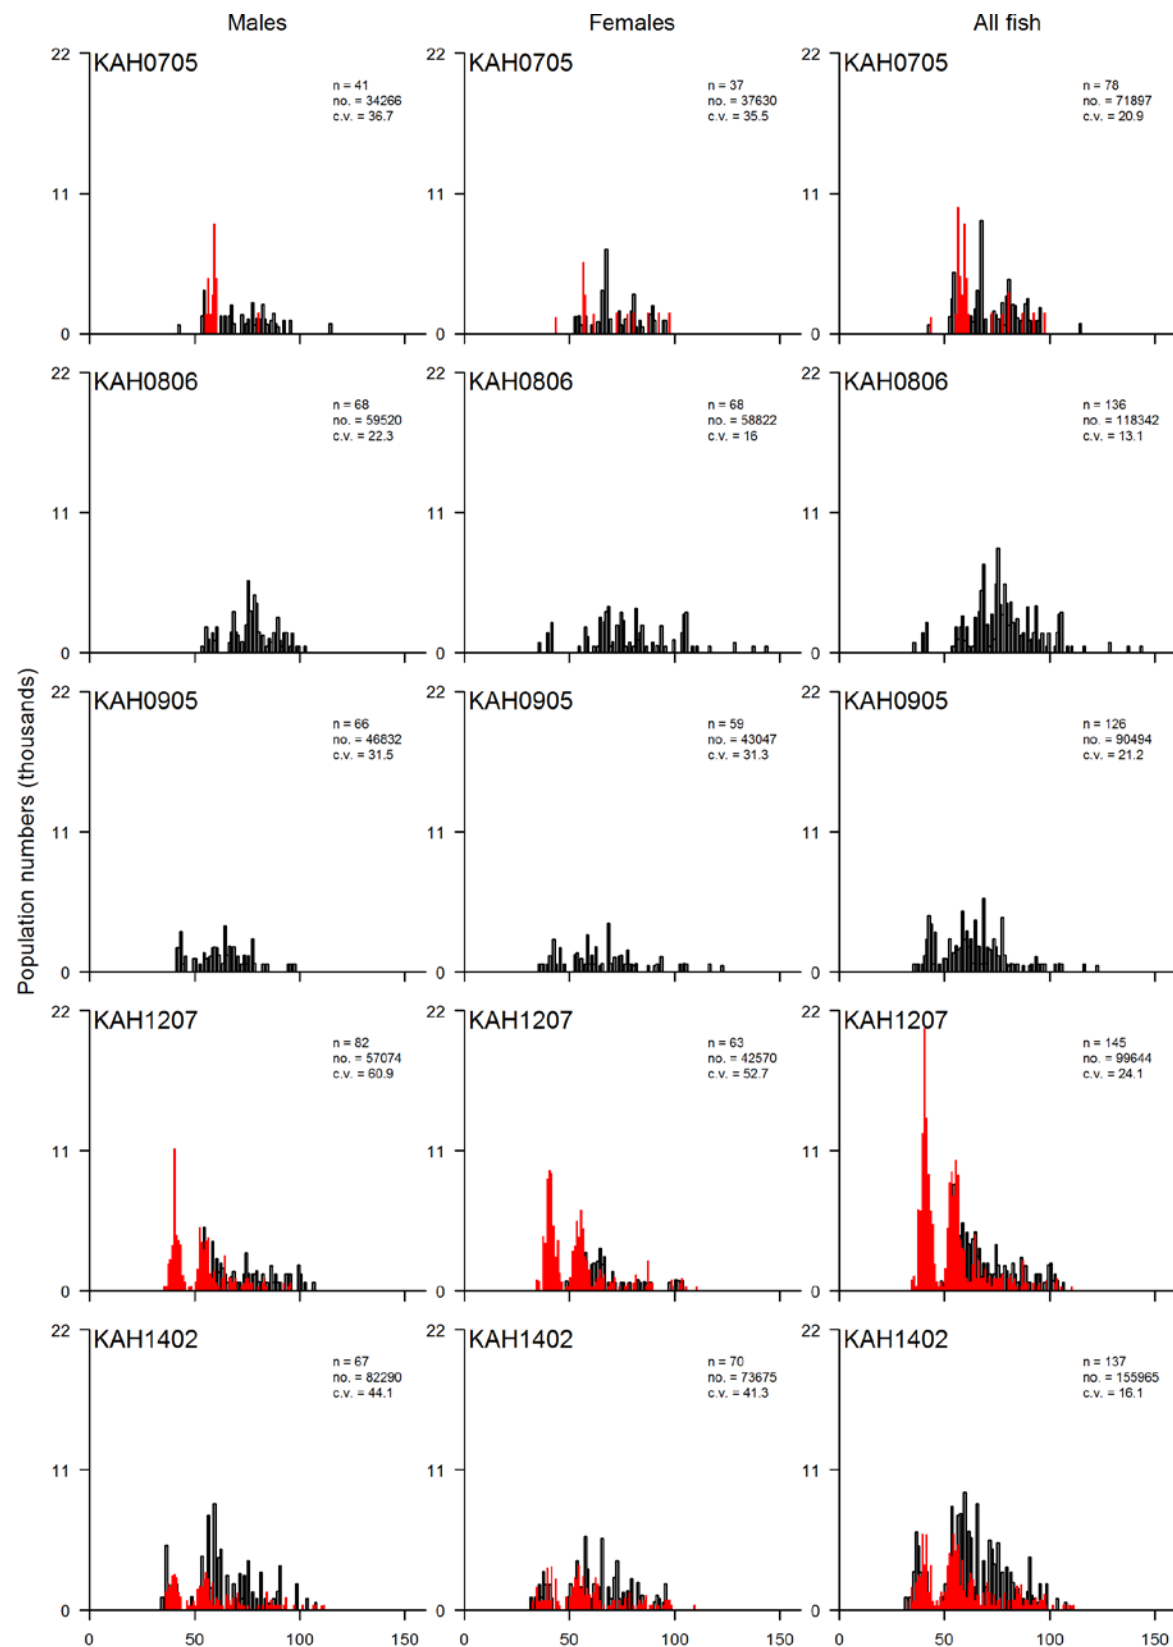 Males Females All fish
Population numbers (thousands)
22 KAH0705 22 KAH0705 22 KAH0705
n = 41 n = 37 n = 78
no. = 34266 no. = 37630 no. = 71897
c.v. = 36.7 c.v. = 35.5 c.v. = 20.9
11 11 11
0 0 0
22 KAH0806 22 KAH0806 22 KAH0806
n = 68 n = 68 n = 136
no. = 59520 no. = 58822 no. = 118342
c.v. = 22.3 c.v. = 16 c.v. = 13.1
11 11 11
0 0 0
22 KAH0905 22 KAH0905 22 KAH0905
n = 66 n = 59 n = 126
no. = 46832 no. = 43047 no. = 90494
c.v. = 31.5 c.v. = 31.3 c.v. = 21.2
11 11 11
0 0 0
22 KAH1207 22 KAH1207 22 KAH1207
n = 82 n = 63 n = 145
no. = 57074 no. = 42570 no. = 99644
c.v. = 60.9 c.v. = 52.7 c.v. = 24.1
11 11 11
0 0 0
22 KAH1402 22 KAH1402 22 KAH1402
n = 67 n = 70 n = 137
no. = 82290 no. = 73675 no. = 155965
c.v. = 44.1 c.v. = 41.3 c.v. = 16.1
11 11 11
0 0 0
0 50 100 150 0 50 100 150 0 50 100 150